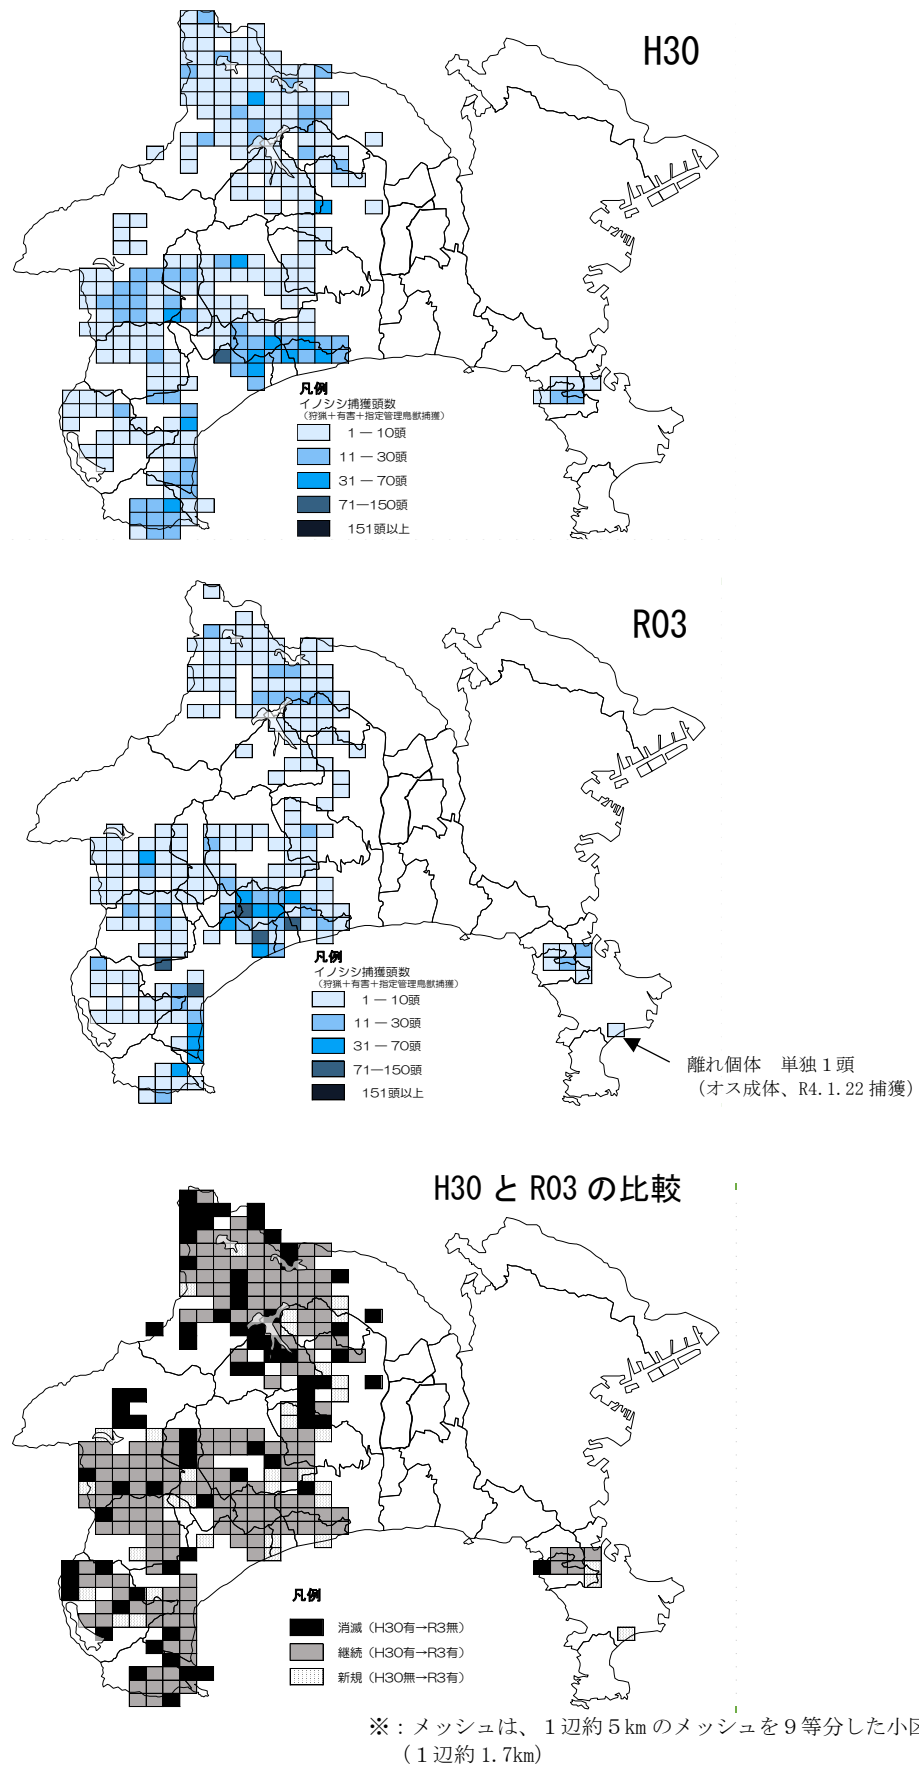 H30
凡例
イノシシ捕獲頭数
（狩猟＋有害＋指定管理鳥獣捕獲）
1 ― 10頭
11 ― 30頭
31 ― 70頭
71―150頭
151頭以上
R03
凡例
イノシシ捕獲頭数
（狩猟＋有害＋指定管理鳥獣捕獲）
1 ― 10頭
11 ― 30頭
31 ― 70頭
71―150頭
151頭以上
離れ個体　単独１頭
（オス成体、R4.1.22 捕獲）
H30 と R03 の比較
凡例
消滅（H30有→R3無）
継続（H30有→R3有）
新規（H30無→R3有）
※：メッシュは、１辺約５㎞のメッシュを９等分した小区
（１辺約 1.7㎞）